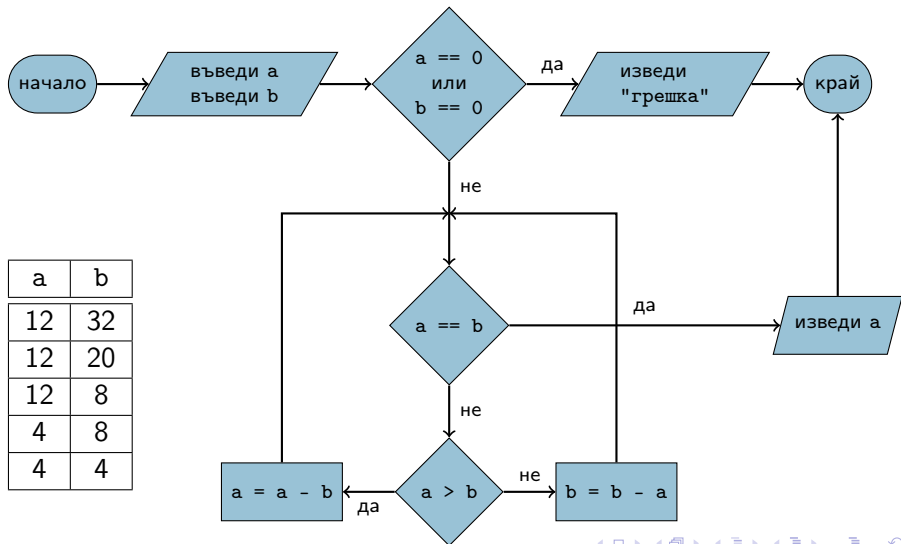 начало
въведи a
въведи b
a == 0
или
b == 0
да
изведи
"грешка"
край
не
a == b
да
изведи a
не
a > b
да
a = a - b
не
b = b - a
a b
12 32
12 20
12 8
4 8
4 4